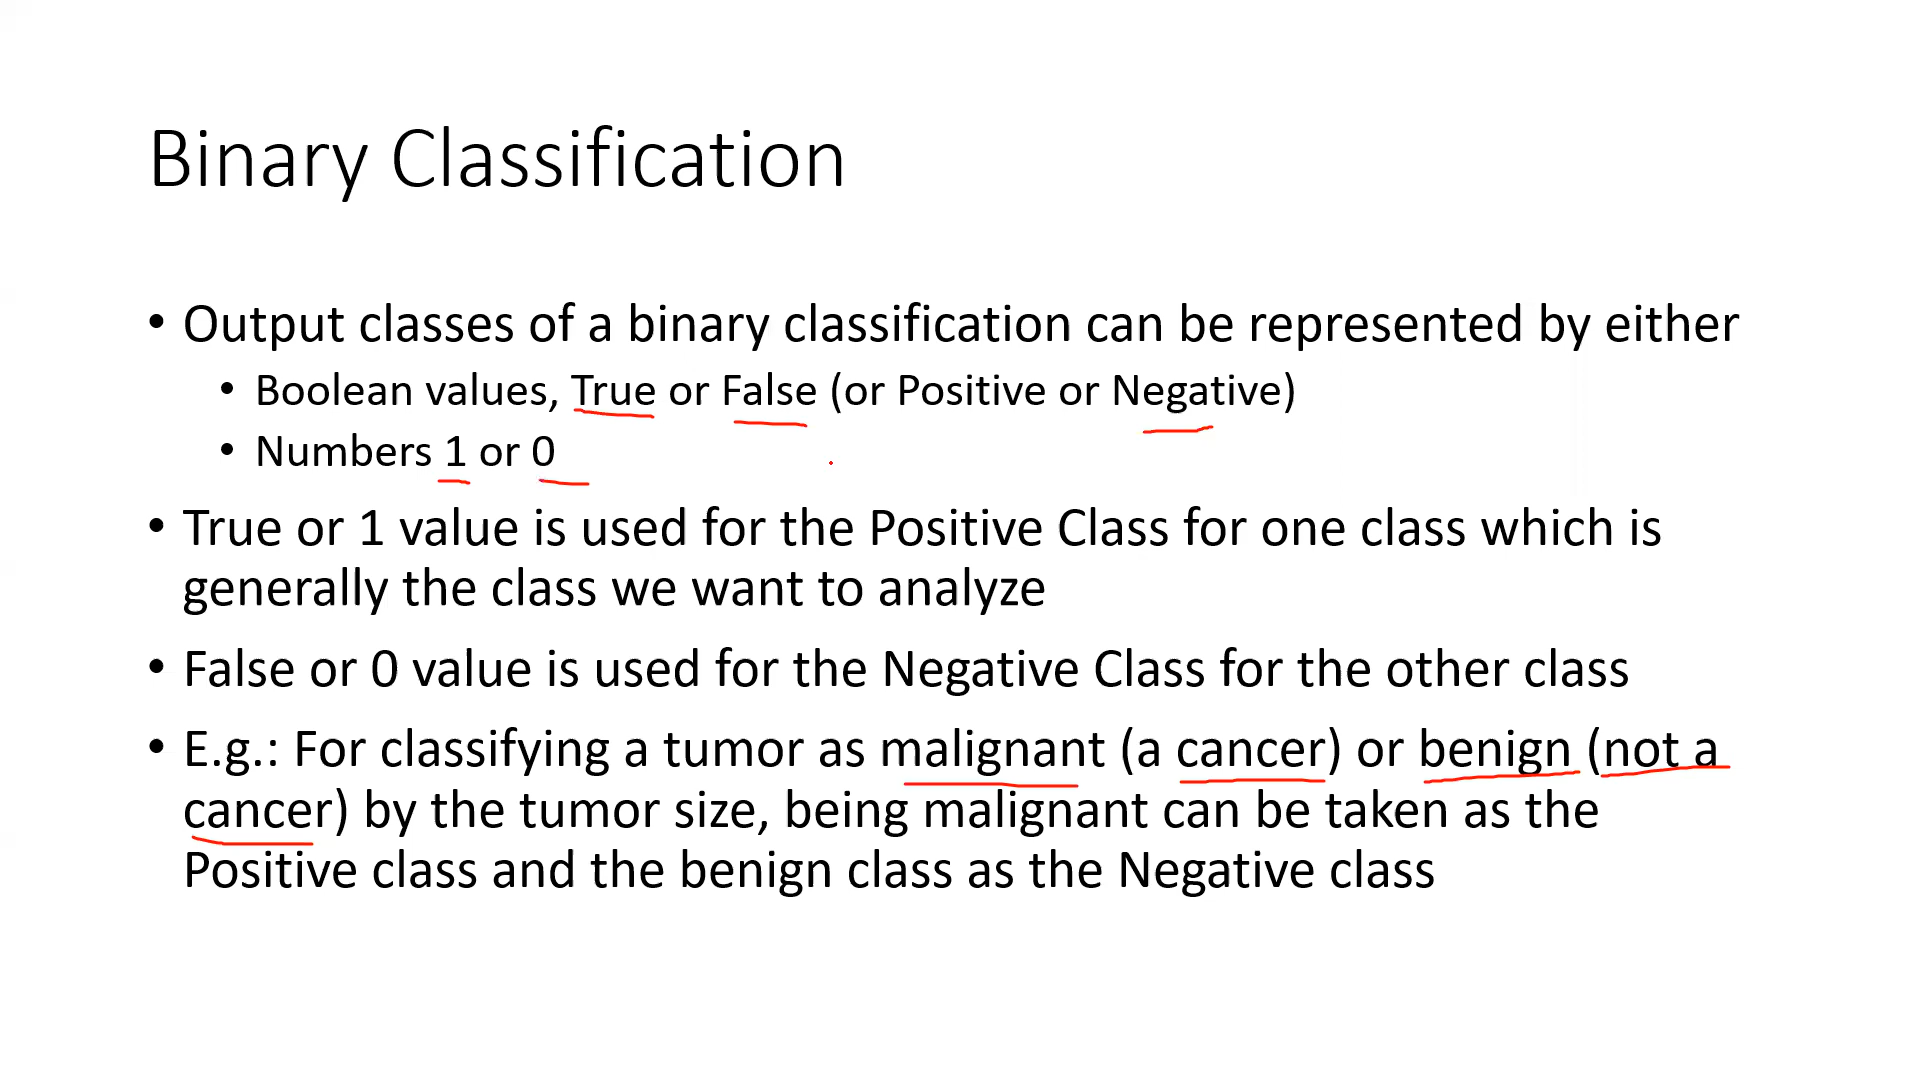 Binary Classification
• Output classes of a binary classification can be represented by either
• Boolean values, True or False (or Positive or Negative)
• Numbers 1 or 0
• True or 1 value is used for the Positive Class for one class which is
generally the class we want to analyze
• False or 0 value is used for the Negative Class for the other class
• E.g.: For classifying a tumor as malignant (a cancer) or benign (not a
cancer) by the tumor size, being malignant can be taken as the
Positive class and the benign class as the Negative class